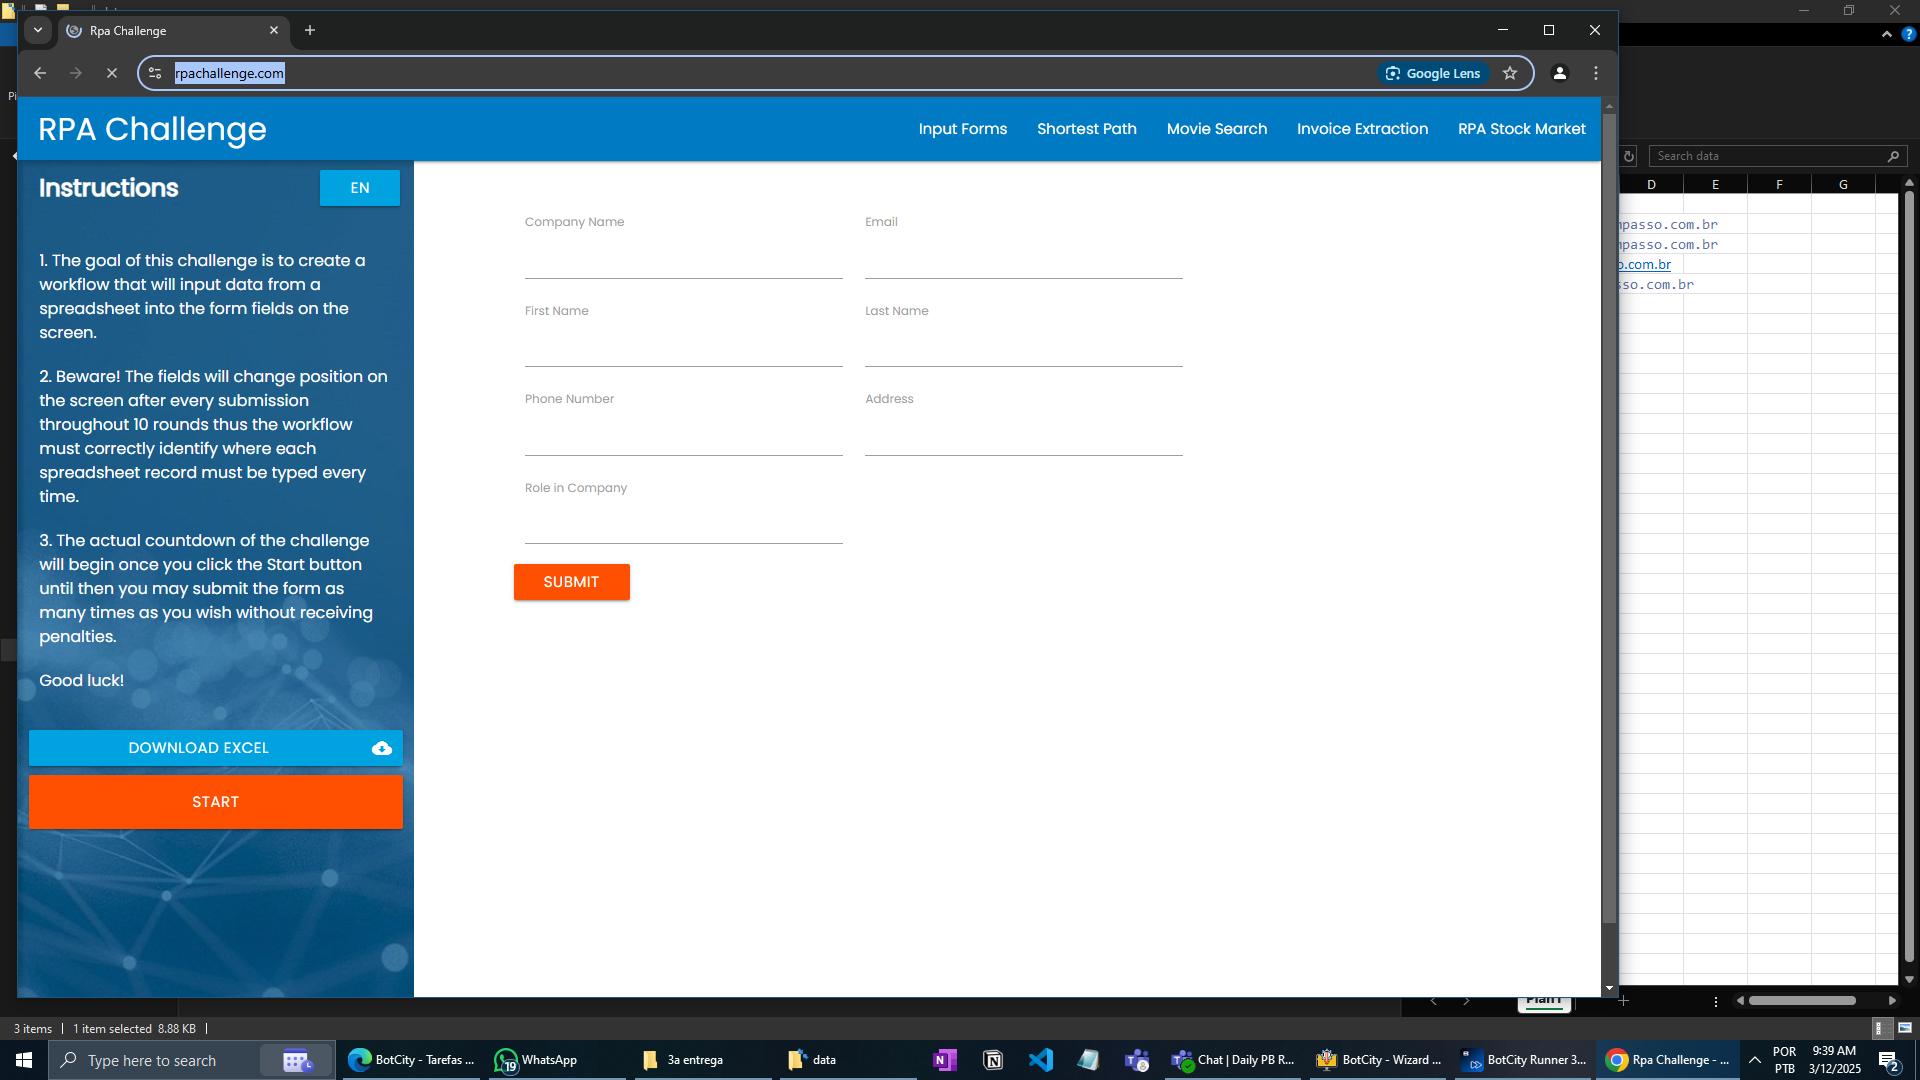 Rpa Challenge
rpachallenge.com
Google Lens
RPA Challenge
Input Forms
Shortest Path
Movie Search
Invoice Extraction
RPA Stock Market
Instructions
EN
1. The goal of this challenge is to create a
workflow that will input data from a
spreadsheet into the form fields on the
screen.
2. Beware! The fields will change position on
the screen after every submission
throughout 10 rounds thus the workflow
must correctly identify where each
spreadsheet record must be typed every
time.
3. The actual countdown of the challenge
will begin once you click the Start button
until then you may submit the form as
many times as you wish without receiving
penalties.
Good luck!
DOWNLOAD EXCEL
START
Company Name
Email
First Name
Last Name
Phone Number
Address
Role in Company
SUBMIT
Pi
Search data
D E F G
passo.com.br
passo.com.br
o.com.br
sso.com.br
Plan1
3 items
1 item selected 8.88 KB
Type here to search
BotCity - Tarefas ...
19
WhatsApp
3a entrega
data
Chat | Daily PB R...
BotCity - Wizard ...
BotCity Runner 3...
Rpa Challenge - ...
POR
PTB
9:39 AM
3/12/2025
2